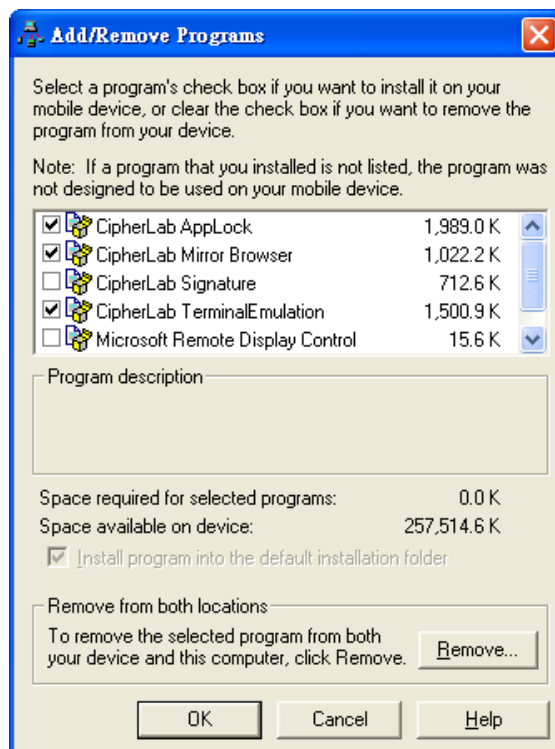 Add/Remove Programs
Select a program's check box if you want to install it on your
mobile device, or clear the check box if you want to remove the
program from your device.
Note:  If a program that you installed is not listed, the program was
not designed to be used on your mobile device.
CipherLab AppLock 1,989.0 K
CipherLab Mirror Browser 1,022.2 K
CipherLab Signature 712.6 K
CipherLab TerminalEmulation 1,500.9 K
Microsoft Remote Display Control 15.6 K
Program description
Space required for selected programs: 0.0 K
Space available on device: 257,514.6 K
Install program into the default installation folder
Remove from both locations
To remove the selected program from both
your device and this computer, click Remove.
Remove...
OK Cancel Help